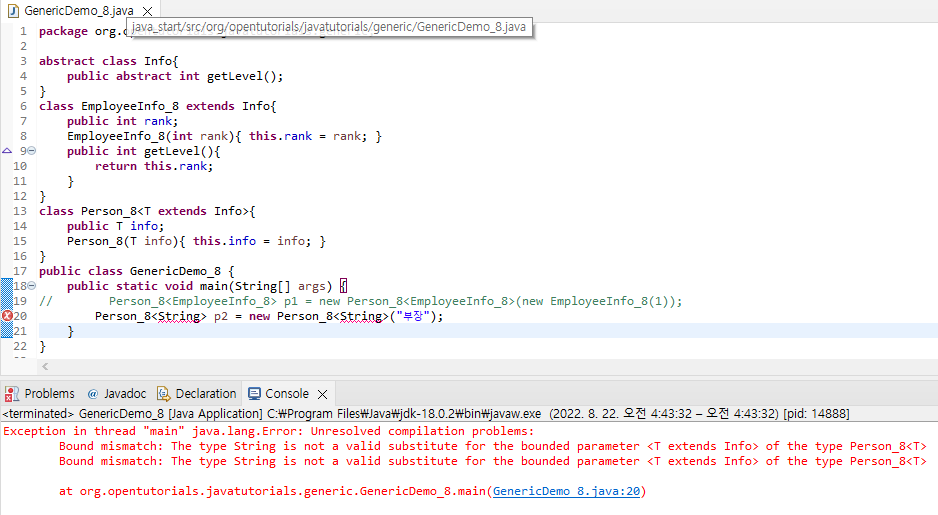 GenericDemo_8.java
java_start/src/org/opentutorials/javatutorials/generic/GenericDemo_8.java
1 package org.
2
3 abstract class Info{
4     public abstract int getLevel();
5 }
6 class EmployeeInfo_8 extends Info{
7     public int rank;
8     EmployeeInfo_8(int rank){ this.rank = rank; }
9     public int getLevel(){
10         return this.rank;
11     }
12 }
13 class Person_8<T extends Info>{
14     public T info;
15     Person_8(T info){ this.info = info; }
16 }
17 public class GenericDemo_8 {
18     public static void main(String[] args) {
19 //        Person_8<EmployeeInfo_8> p1 = new Person_8<EmployeeInfo_8>(new EmployeeInfo_8(1));
20         Person_8<String> p2 = new Person_8<String>("부장");
21     }
22 }
Problems @ Javadoc Declaration Console
<terminated> GenericDemo_8 [Java Application] C:₩Program Files₩Java₩jdk-18.0.2₩bin₩javaw.exe (2022. 8. 22. 오전 4:43:32 – 오전 4:43:32) [pid: 14888]
Exception in thread "main" java.lang.Error: Unresolved compilation problems:
Bound mismatch: The type String is not a valid substitute for the bounded parameter <T extends Info> of the type Person_8<T>
Bound mismatch: The type String is not a valid substitute for the bounded parameter <T extends Info> of the type Person_8<T>
at org.opentutorials.javatutorials.generic.GenericDemo_8.main(GenericDemo_8.java:20)